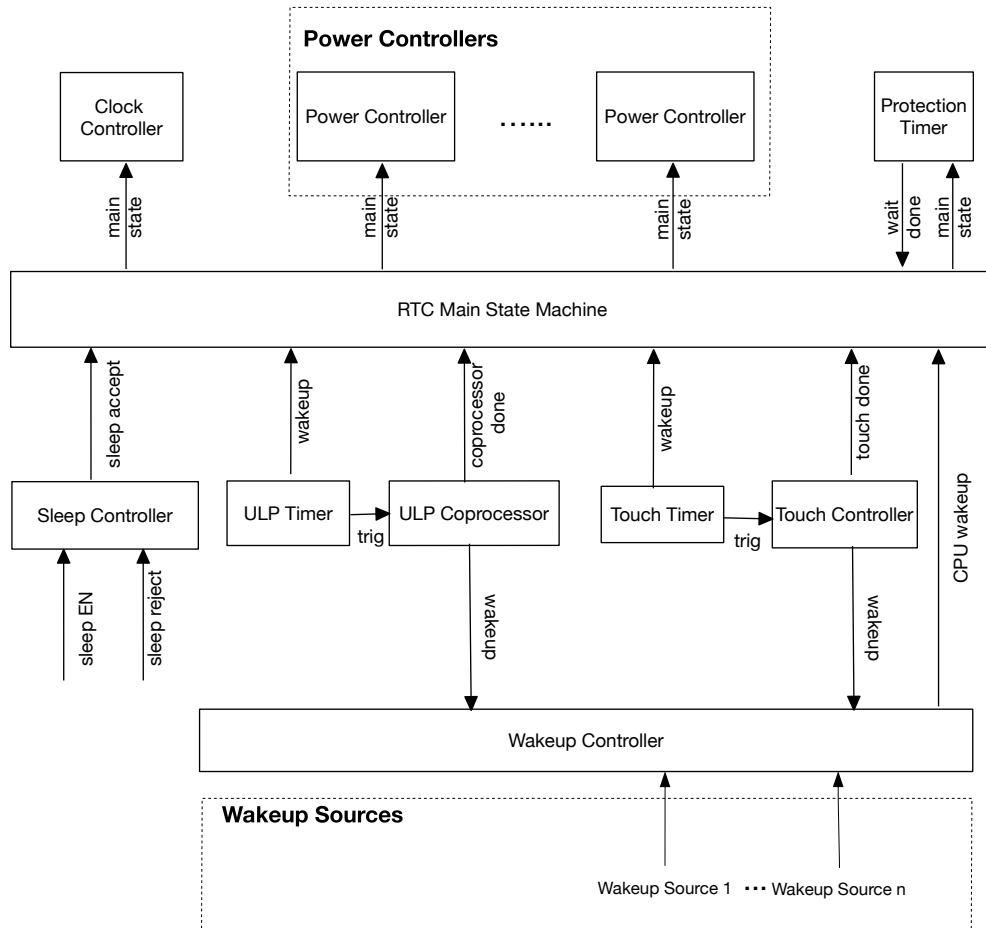 Power Controllers
Clock
Controller
Power Controller
......
Power Controller
Protection
Timer
main
state
main
state
main
state
wait
done
main
state
RTC Main State Machine
sleep accept
wakeup
coprocessor
done
wakeup
touch done
CPU wakeup
Sleep Controller
ULP Timer
trig
ULP Coprocessor
Touch Timer
trig
Touch Controller
sleep EN
sleep reject
wakeup
wakeup
Wakeup Controller
Wakeup Sources
Wakeup Source 1 ... Wakeup Source n